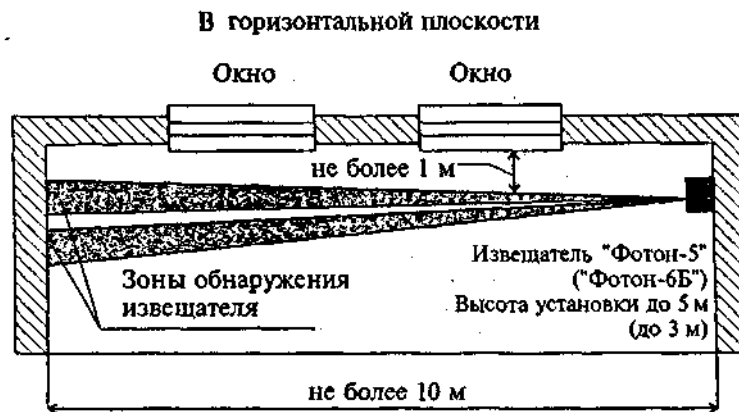 В горизонтальной плоскости
Окно
Окно
не более 1 м
Извещатель "Фотон-5"
("Фотон-6Б")
Высота установки до 5 м
(до 3 м)
Зоны обнаружения
извещателя
не более 10 м